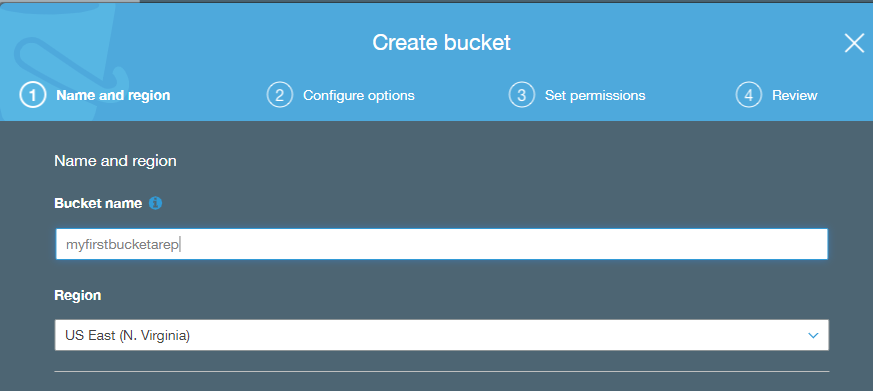 Create bucket
1 Name and region 2 Configure options 3 Set permissions 4 Review
Name and region
Bucket name
myfirstbucketarep
Region
US East (N. Virginia)